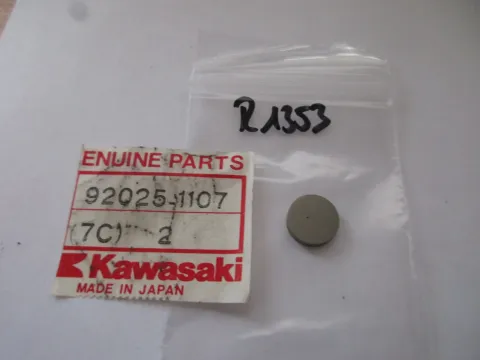 R1353
ENUINE PARTS
92025-1107
(7C) 2
Kawasaki
MADE IN JAPAN